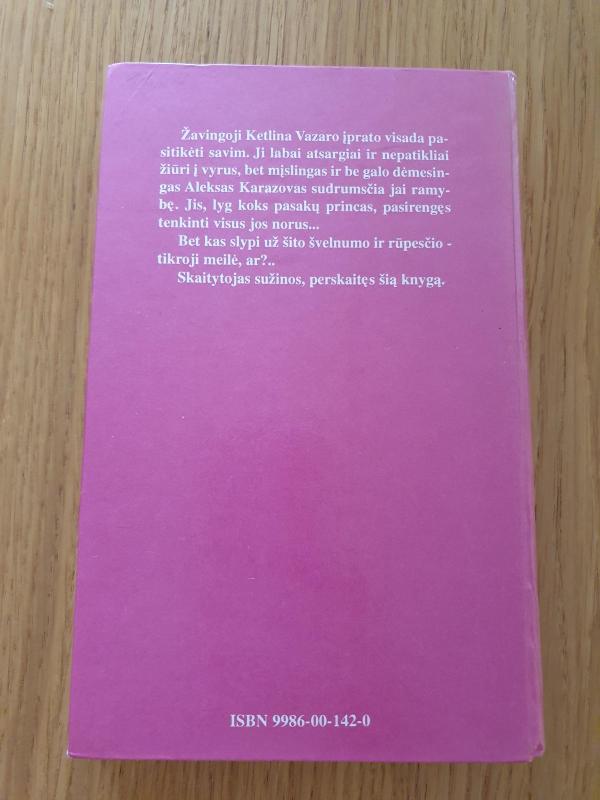 Žavingoji Ketlina Vazaro įprato visada pa-
sitikėti savim. Ji labai atsargiai ir nepatikliai
žiūri į vyrus, bet mįslingas ir be galo dėmesin-
gas Aleksas Karazovas sudrumsčia jai ramy-
bę. Jis, lyg koks pasakų princas, pasirengęs
tenkinti visus jos norus...
Bet kas slypi už šito švelnumo ir rūpesčio -
tikroji meilė, ar?..
Skaitytojas sužinos, perskaitęs šią knygą.
ISBN 9986-00-142-0